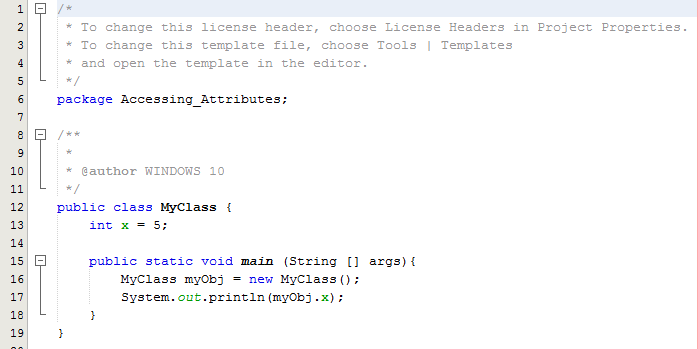 1 /*
2 * To change this license header, choose License Headers in Project Properties.
3 * To change this template file, choose Tools | Templates
4 * and open the template in the editor.
5 */
6 package Accessing_Attributes;
7
8 /**
9 *
10 * @author WINDOWS 10
11 */
12 public class MyClass {
13 int x = 5;
14
15 public static void main (String [] args){
16 MyClass myObj = new MyClass();
17 System.out.println(myObj.x);
18 }
19 }